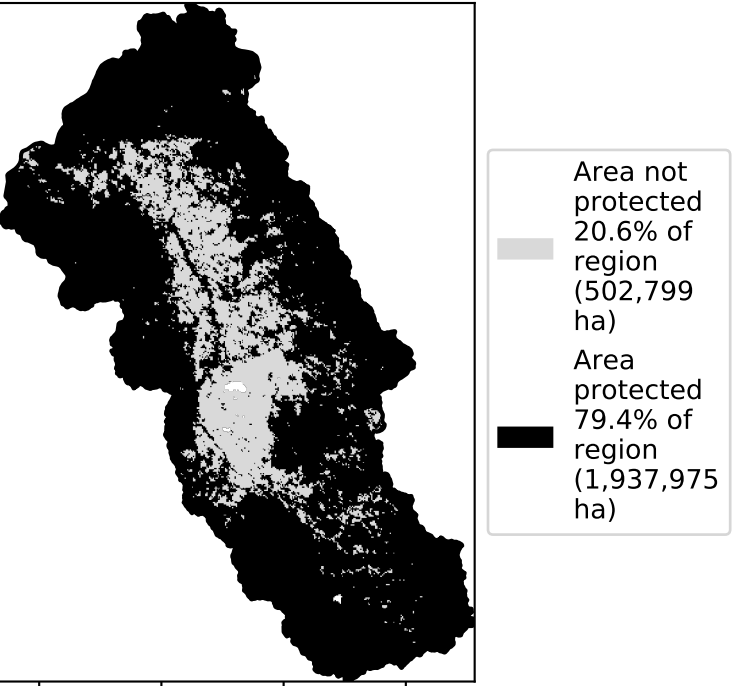 Area not
protected
20.6% of
region
(502,799
ha)
Area
protected
79.4% of
region
(1,937,975
ha)